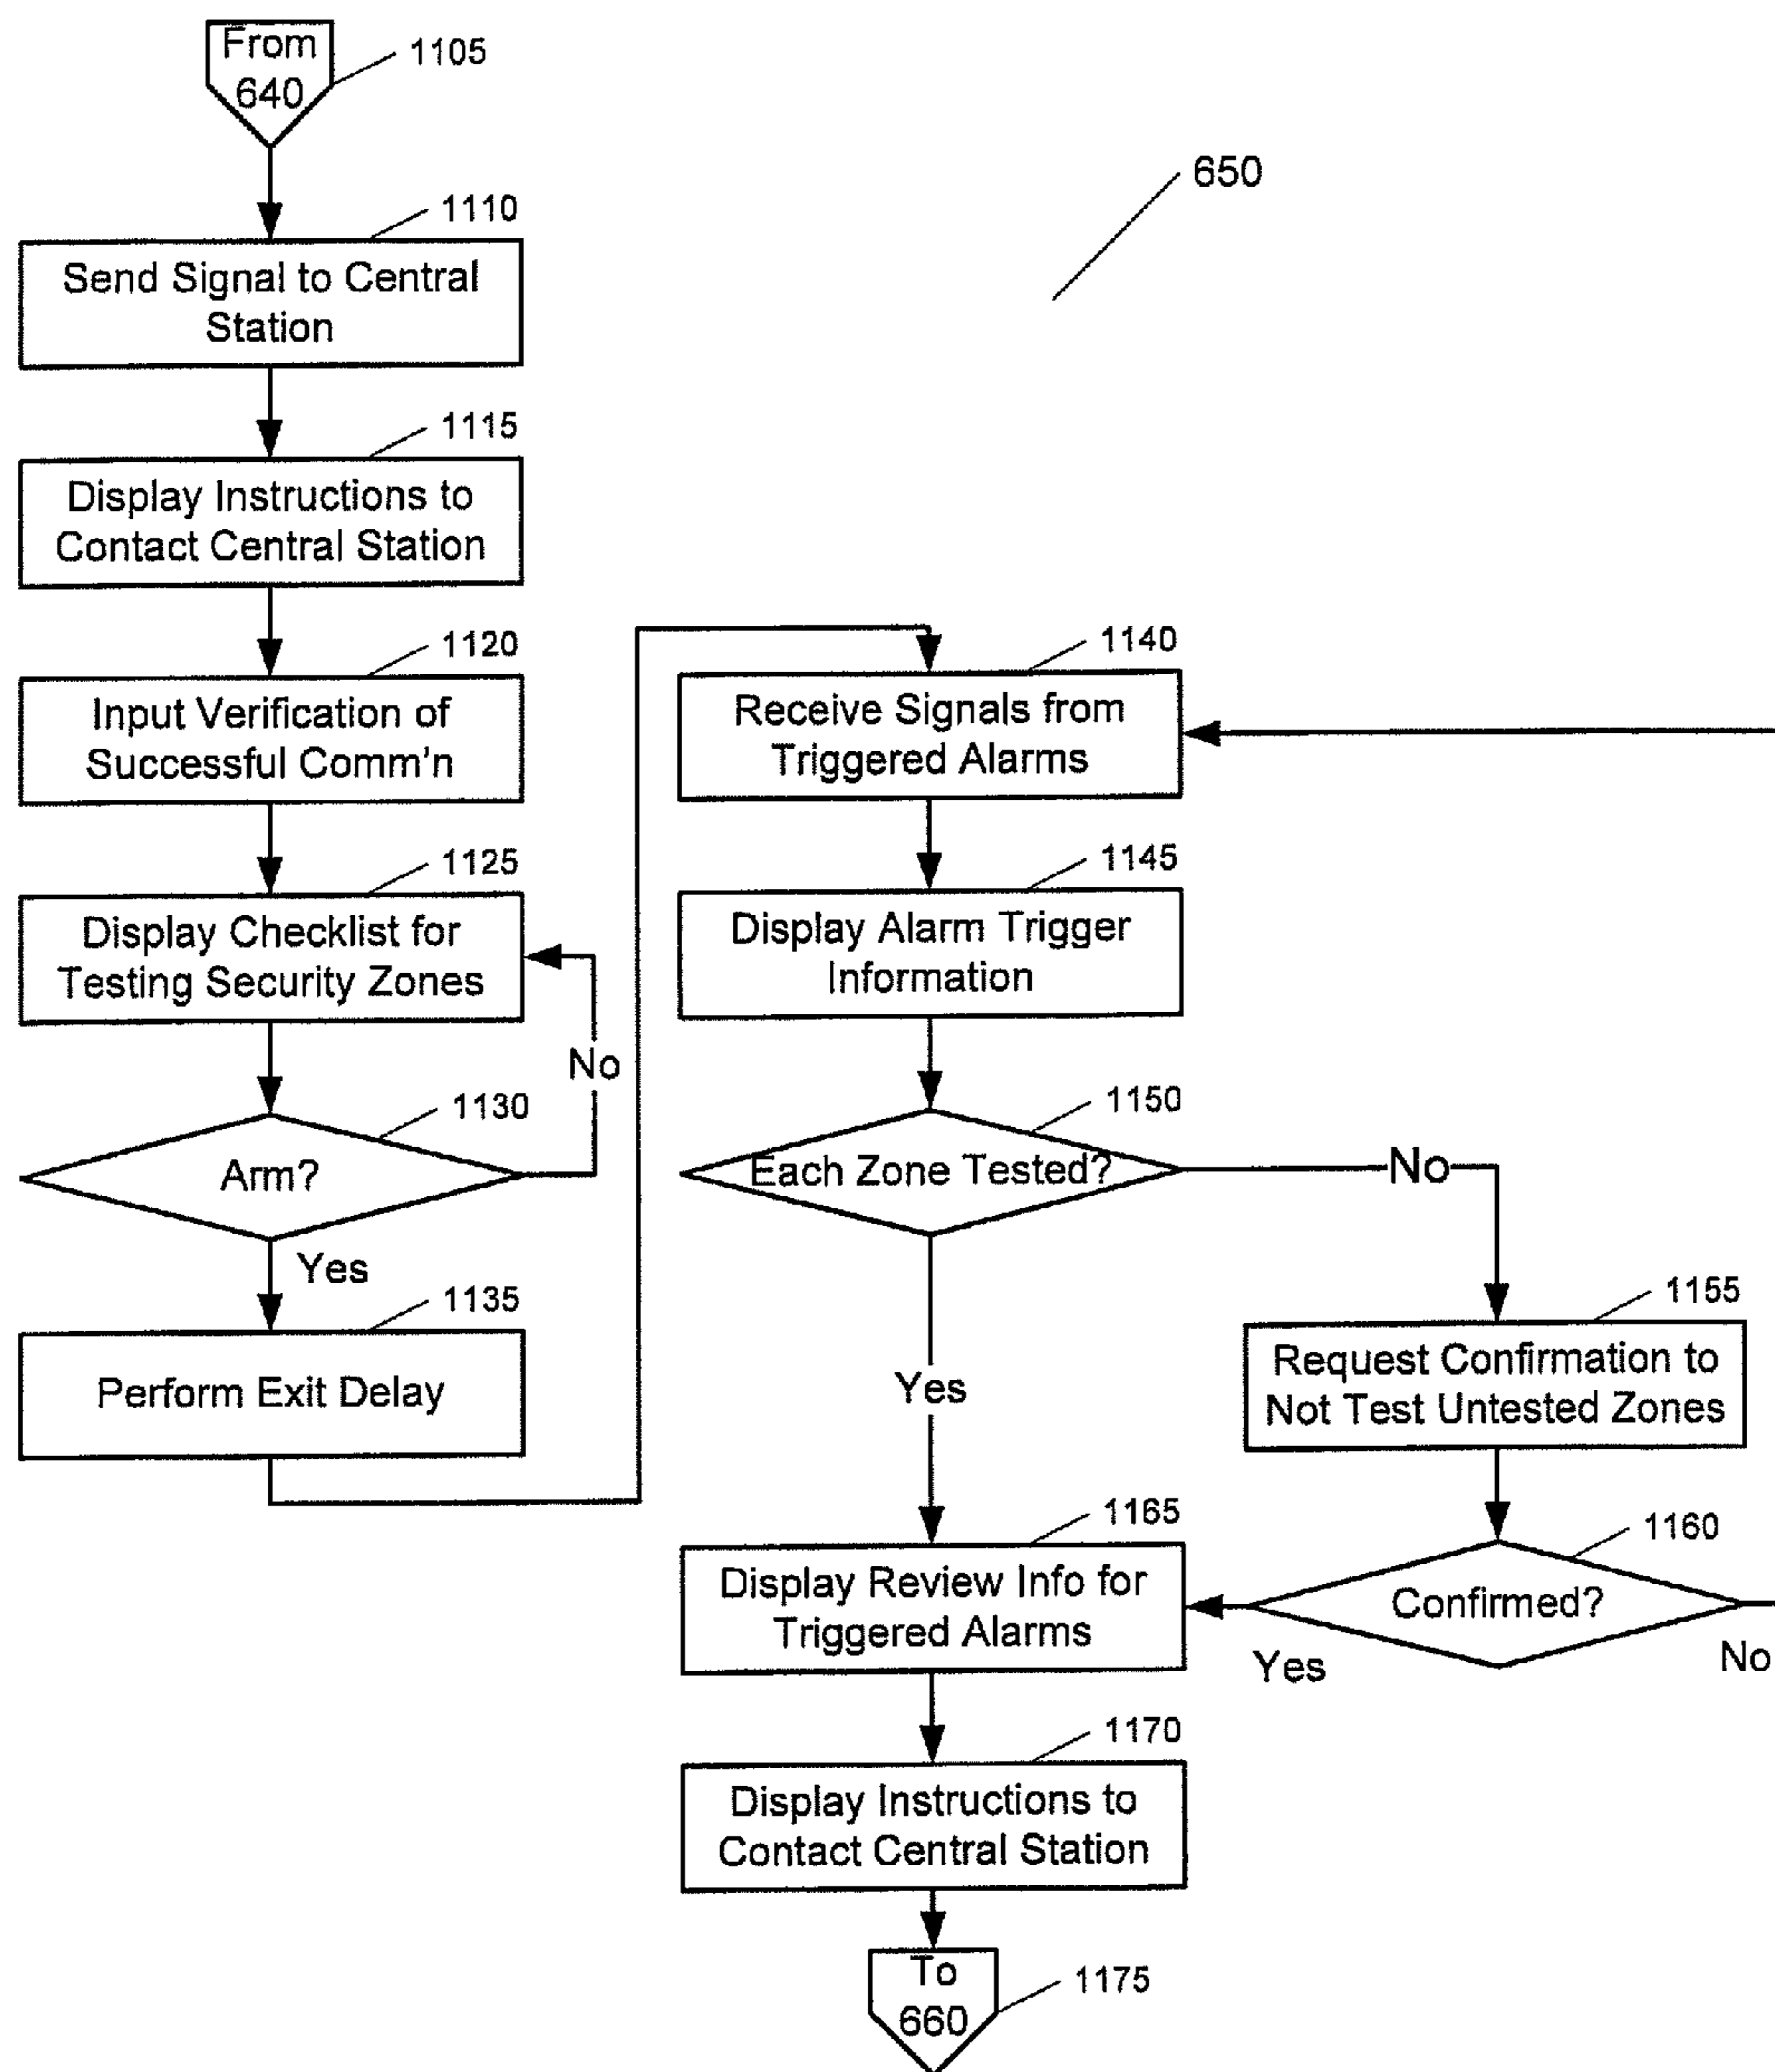 From
640
1105
650
1110
Send Signal to Central
Station
1115
Display Instructions to
Contact Central Station
1120
Input Verification of
Successful Comm'n
1125
Display Checklist for
Testing Security Zones
No
1130
Arm?
Yes
1135
Perform Exit Delay
1140
Receive Signals from
Triggered Alarms
1145
Display Alarm Trigger
Information
1150
Each Zone Tested?
No
Yes
1155
Request Confirmation to
Not Test Untested Zones
1160
Confirmed?
Yes
No
1165
Display Review Info for
Triggered Alarms
1170
Display Instructions to
Contact Central Station
To
660
1175